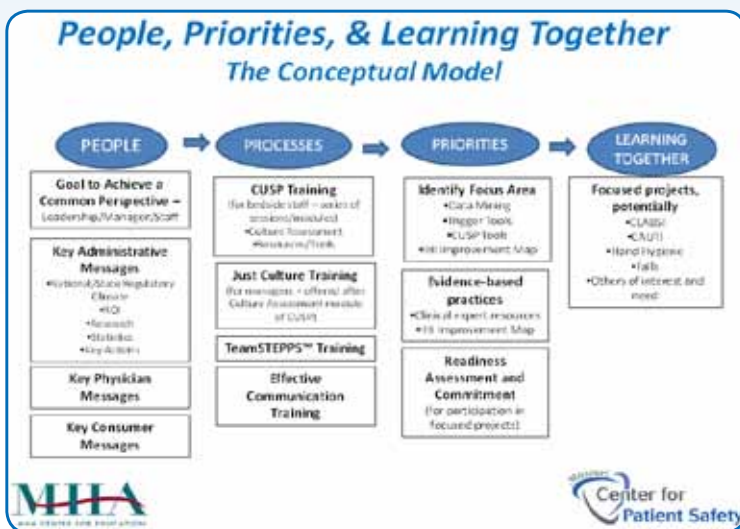 People, Priorities, & Learning Together
The Conceptual Model
PEOPLE
PROCESSES
PRIORITIES
LEARNING
TOGETHER
Goal to Achieve a
Common Perspective –
Leadership/Manager/Staff
Key Administrative
Messages
•National/State Regulatory
Climate
•ROI
•Research
•Statistics
•Key Actions
Key Physician
Messages
Key Consumer
Messages
CUSP Training
(for bedside staff – series of
sessions/modules)
•Culture Assessment
•Resources/Tools
Just Culture Training
(for managers – offered after
Culture Assessment module
of CUSP)
TeamSTEPPS™ Training
Effective
Communication
Training
Identify Focus Area
•Data Mining
•Trigger Tools
•CUSP Tools
•IHI Improvement Map
Evidence-based
practices
•Clinical expert resources
•IHI Improvement Map
Readiness
Assessment and
Commitment
(for participation in
focused projects)
Focused projects,
potentially
•CLABSI
•CAUTI
•Hand Hygiene
•Falls
•Others of interest and
need
MHA
MHA CENTER FOR EDUCATION
Center for
Patient Safety